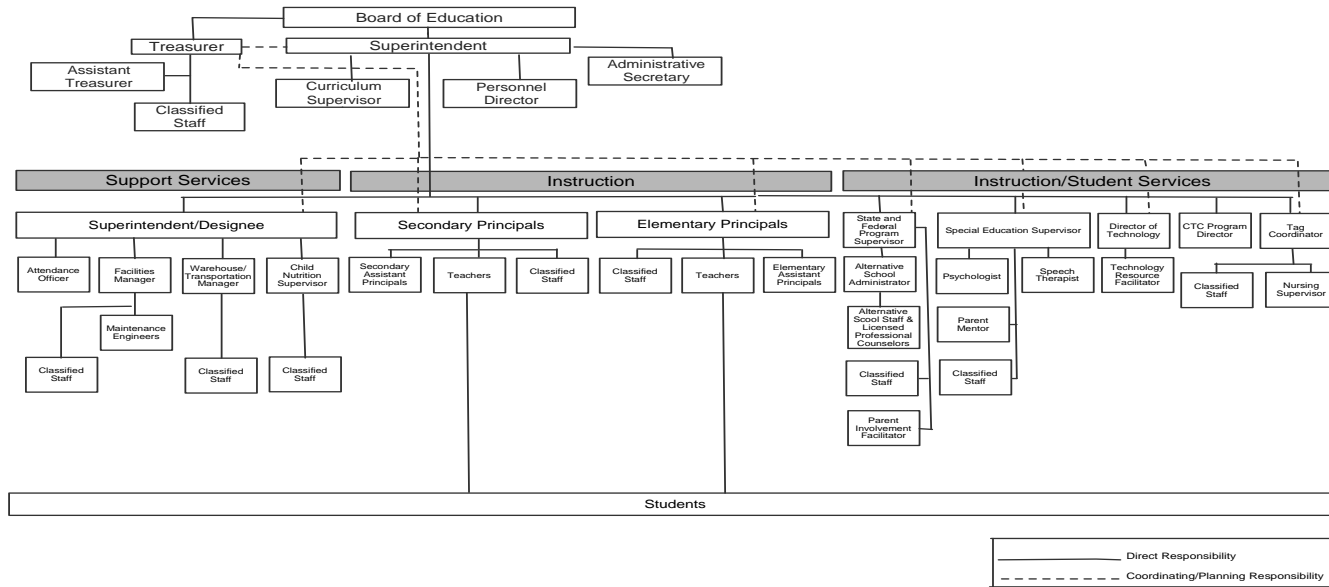 Board of Education
Treasurer
Superintendent
Assistant
Treasurer
Administrative
Secretary
Curriculum
Supervisor
Personnel
Director
Classified
Staff
Support Services
Instruction
Instruction/Student Services
Superintendent/Designee
Secondary Principals
Elementary Principals
State and
Federal
Program
Supervisor
Special Education Supervisor
Director of
Technology
CTC Program
Director
Tag
Coordinator
Attendance
Officer
Facilities
Manager
Warehouse/
Transportation
Manager
Child
Nutrition
Supervisor
Secondary
Assistant
Principals
Teachers
Classified
Staff
Classified
Staff
Teachers
Elementary
Assistant
Principals
Alternative
School
Administrator
Psychologist
Speech
Therapist
Technology
Resource
Facilitator
Classified
Staff
Nursing
Supervisor
Maintenance
Engineers
Alternative
Scool Staff &
Licensed
Professional
Counselors
Parent
Mentor
Classified
Staff
Classified
Staff
Classified
Staff
Classified
Staff
Classified
Staff
Parent
Involvement
Facilitator
Students
Direct Responsibility
Coordinating/Planning Responsibility